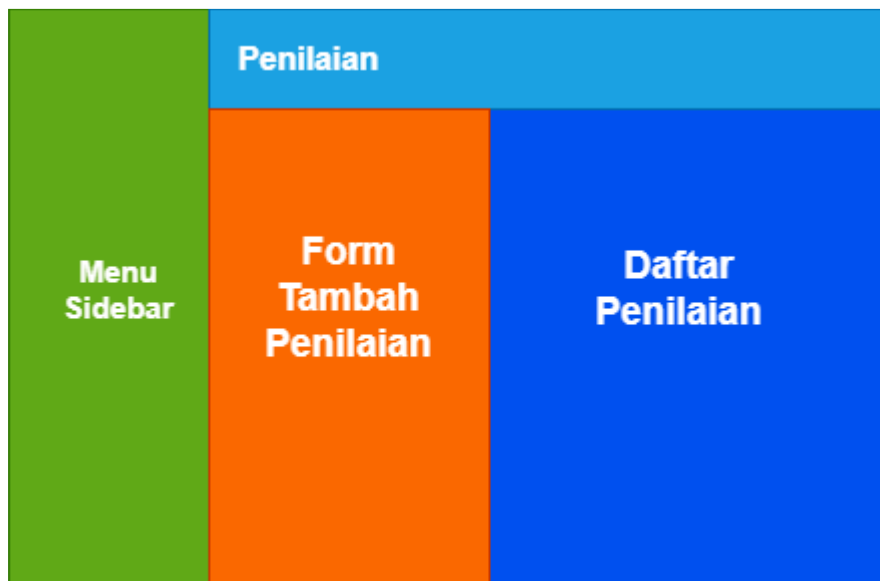 Penilaian
Menu
Sidebar
Form
Tambah
Penilaian
Daftar
Penilaian